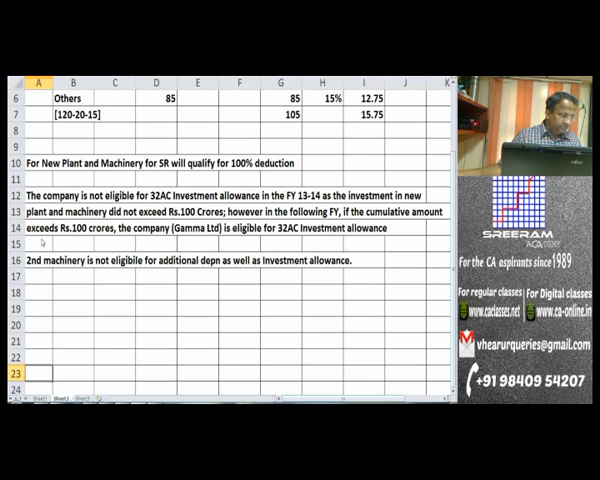 A B C D E F G H I J K
6 Others 85 85 15% 12.75
7 [120-20-15] 105 15.75
8
9
10 For New Plant and Machinery for SR will qualify for 100% deduction
11
12 The company is not eligible for 32AC Investment allowance in the FY 13-14 as the investment in new
13 plant and machinery did not exceed Rs.100 Crores; however in the following FY, if the cumulative amount
14 exceeds Rs.100 crores, the company (Gamma Ltd) is eligible for 32AC Investment allowance
15
16 2nd machinery is not eligibile for additional depn as well as Investment allowance.
17
18
19
20
21
22
23
24
Sheet1 Sheet2 Sheet3
SREERAM
ACADEMY
For the CA aspirants since 1989
For regular classes For Digital classes
www.caclasses.net www.ca-online.in
vhearurqueries@gmail.com
+91 98409 54207